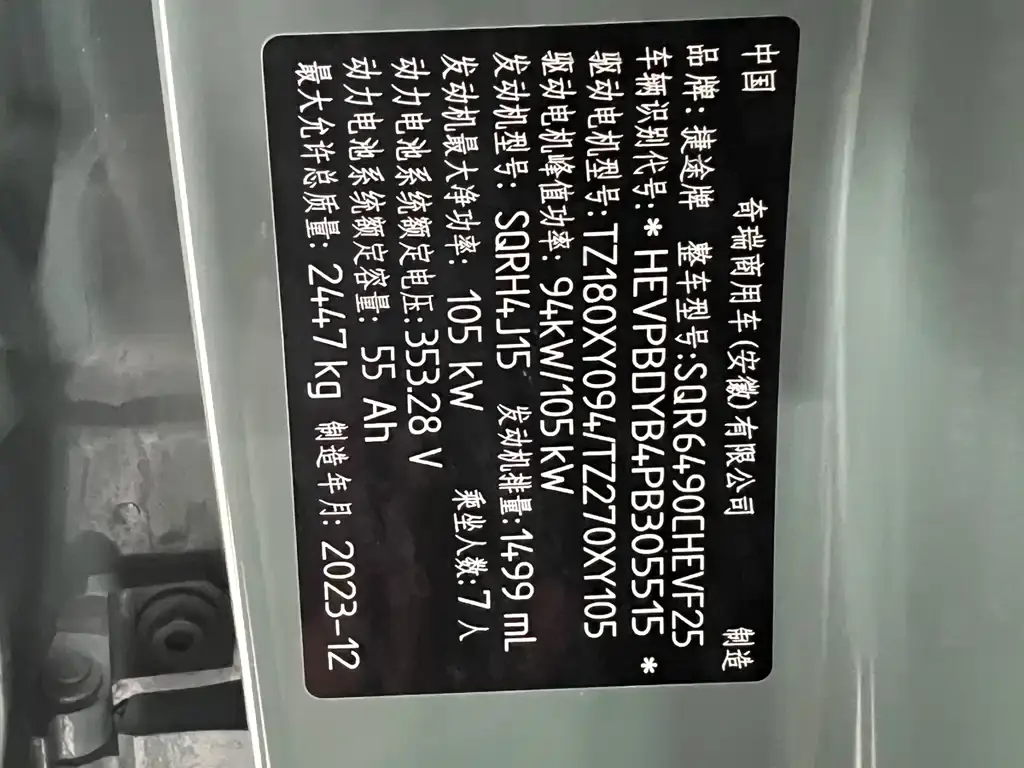 中国 奇瑞商用车(安徽)有限公司 制造
品牌: 捷途牌 整车型号:SQR6490CHEVF25
车辆识别代号:* HEVPBDYB4PB305515 *
驱动电机型号:TZ180XY094/TZ270XY105
驱动电机峰值功率: 94kW/105kW
发动机型号: SQRH4J15 发动机排量:1499 mL
发动机最大净功率: 105 kW 乘坐人数:7人
动力电池系统额定电压:353.28 V
动力电池系统额定容量: 55 Ah
最大允许总质量: 2447kg 制造年月: 2023-12